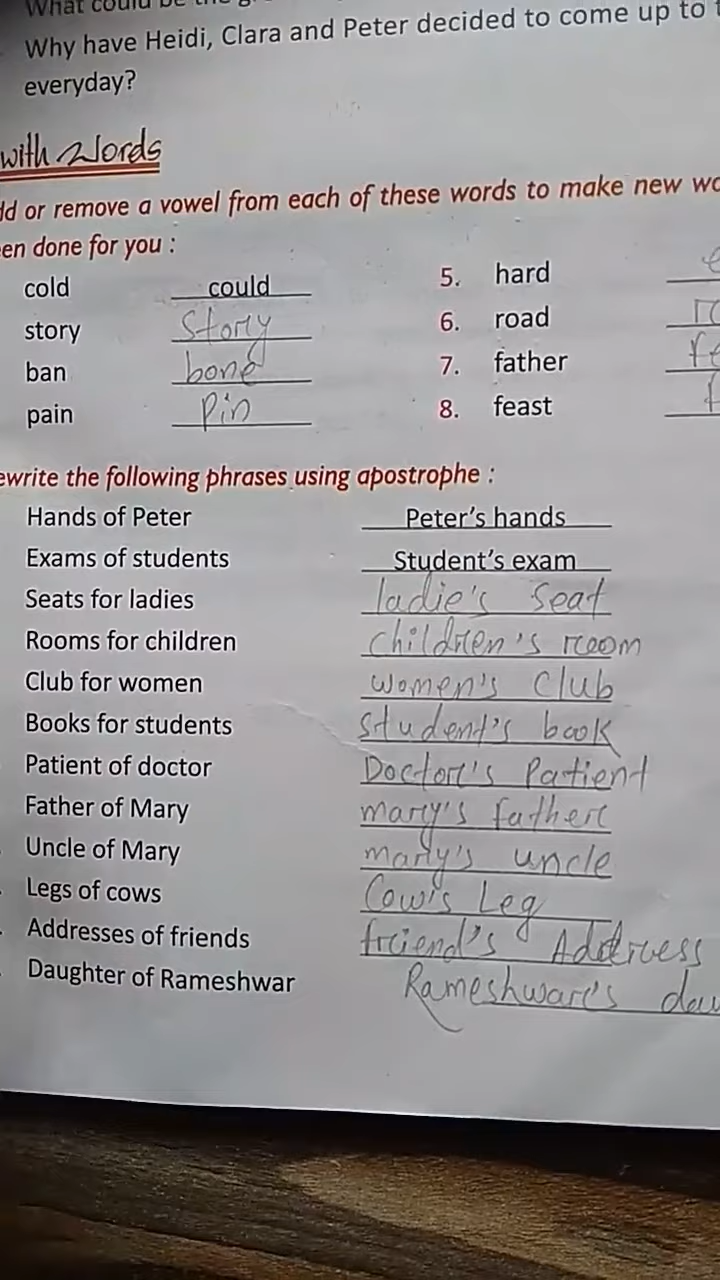 What could be the
Why have Heidi, Clara and Peter decided to come up to
everyday?
with Words
or remove a vowel from each of these words to make new
en done for you :
cold could 5. hard
story Story 6. road
ban bone 7. father
pain Pin 8. feast
ewrite the following phrases using apostrophe :
Hands of Peter Peter's hands
Exams of students Student's exam
Seats for ladies ladie's seat
Rooms for children children's room
Club for women women's Club
Books for students student's book
Patient of doctor Doctor's Patient
Father of Mary mary's father
Uncle of Mary mary's uncle
Legs of cows Cow's Leg
Addresses of friends friend's Address
Daughter of Rameshwar Rameshwar's